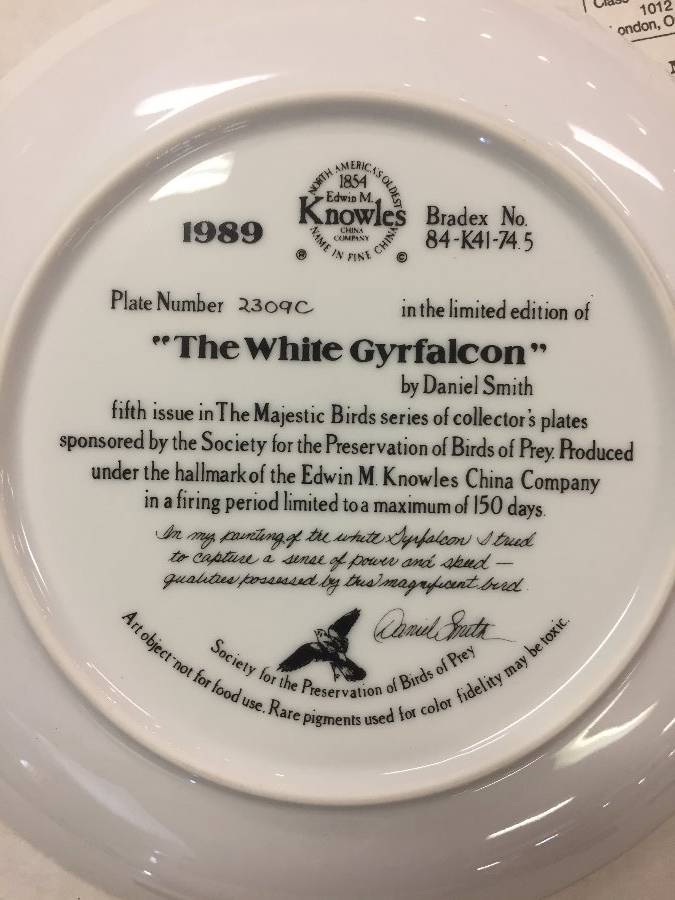 Class
1012
London, O
NORTH AMERICA'S OLDEST
1854
Edwin M.
Knowles
CHINA
COMPANY
NAME IN FINE CHINA
® ©
1989
Bradex No.
84-K41-74.5
Plate Number 2309C in the limited edition of
"The White Gyrfalcon"
by Daniel Smith
fifth issue in The Majestic Birds series of collector's plates
sponsored by the Society for the Preservation of Birds of Prey. Produced
under the hallmark of the Edwin M. Knowles China Company
in a firing period limited to a maximum of 150 days.
In my painting of the white Gyrfalcon I tried
to capture a sense of power and speed —
qualities possessed by this magnificent bird.
Daniel Smith
Society for the Preservation of Birds of Prey
Art object-not for food use. Rare pigments used for color fidelity may be toxic.